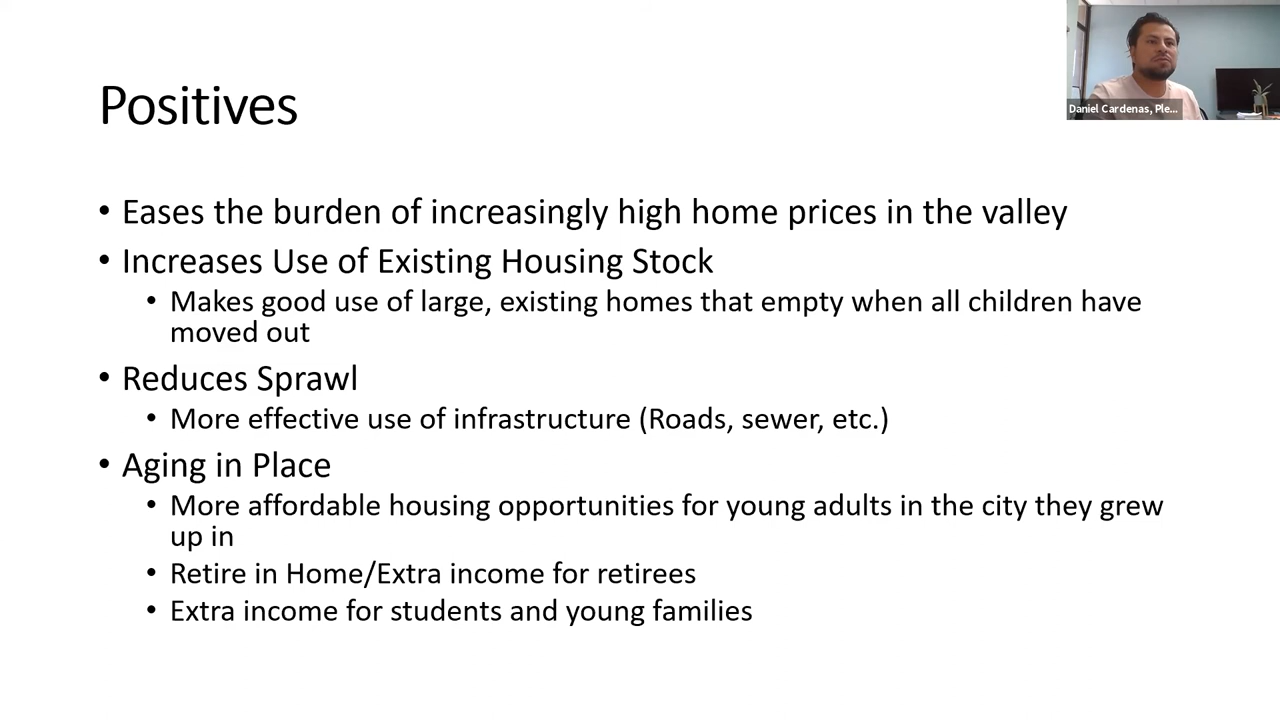 Daniel Cardenas, Ple...
Positives
• Eases the burden of increasingly high home prices in the valley
• Increases Use of Existing Housing Stock
• Makes good use of large, existing homes that empty when all children have
moved out
• Reduces Sprawl
• More effective use of infrastructure (Roads, sewer, etc.)
• Aging in Place
• More affordable housing opportunities for young adults in the city they grew
up in
• Retire in Home/Extra income for retirees
• Extra income for students and young families